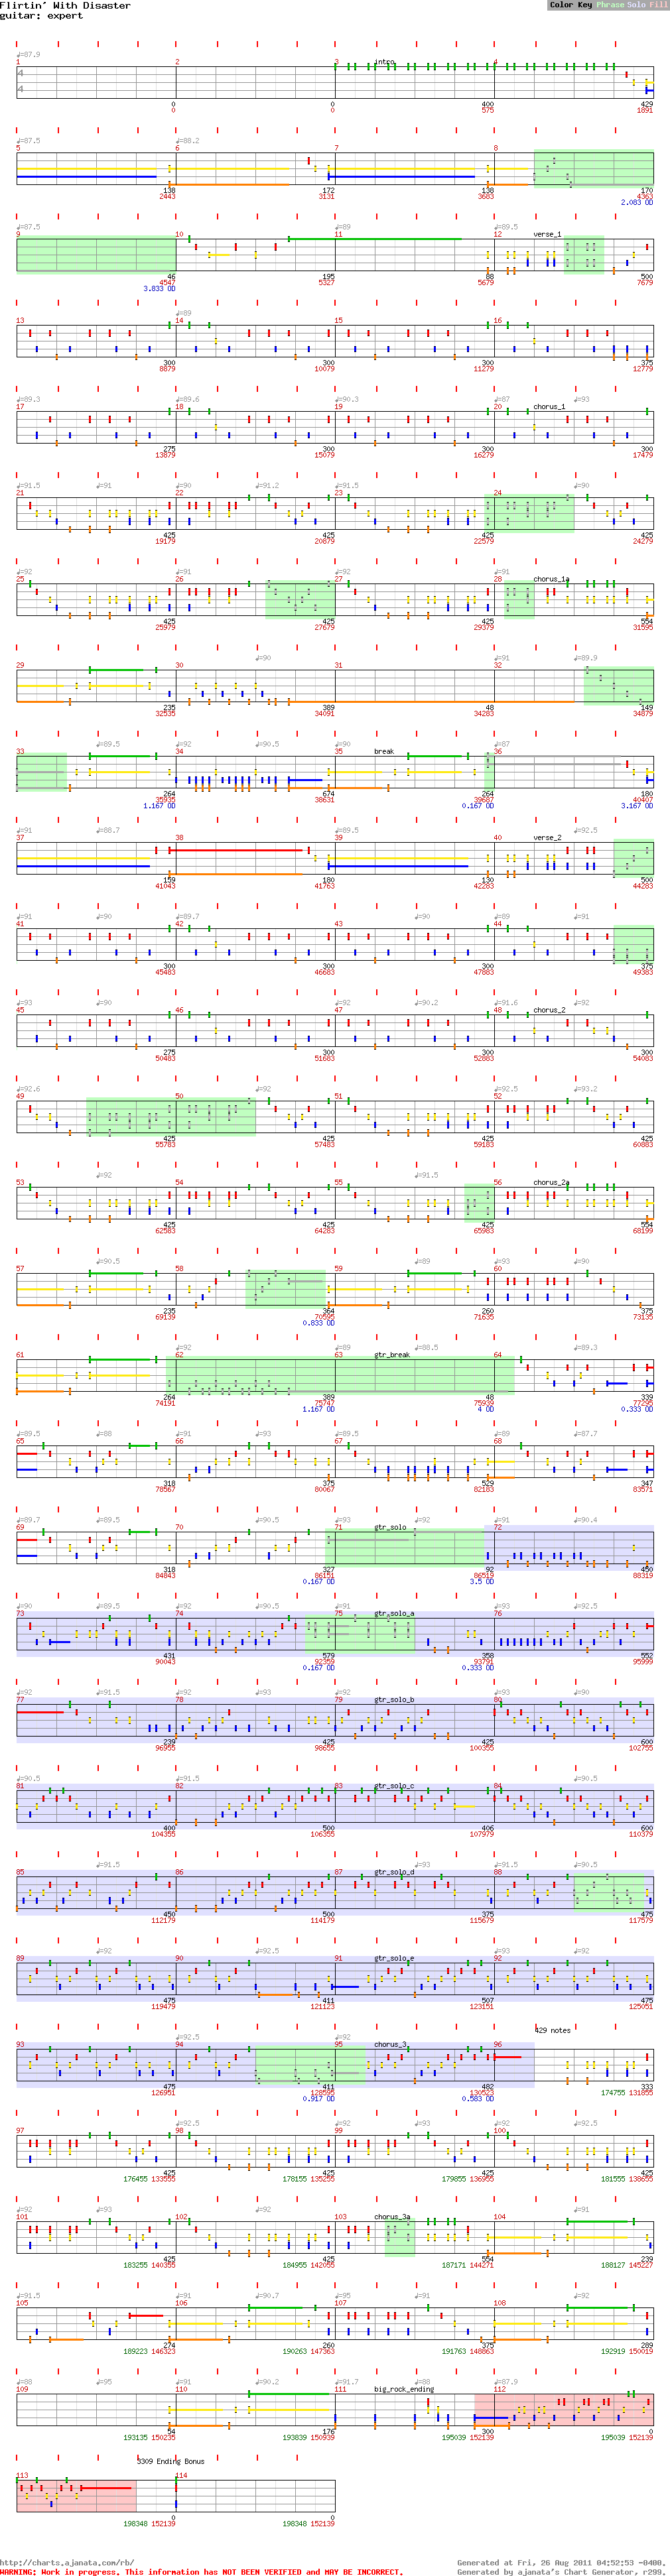 Flirtin' With Disaster
guitar: expert
Color Key Phrase Solo Fill
♩=87.9
1 2 3 intro 4
0 0 400 429
0 0 575 1891
♩=87.5 ♩=88.2
5 6 7 8
138 172 138 170
2443 3131 3683 4363
2.083 OD
♩=87.5 ♩=88.2 ♩=89 ♩=89.5
9 10 11 12 verse_1
46 195 88 500
4547 5327 5679 7679
3.833 OD
♩=89
13 14 15 16
300 300 300 375
8879 10079 11279 12779
♩=89.3 ♩=89.6 ♩=90.3 ♩=87 ♩=93
17 18 19 20 chorus_1
275 300 300 300
13879 15079 16279 17479
♩=91.5 ♩=91 ♩=90 ♩=91.2 ♩=91.5 ♩=90
21 22 23 24
425 425 425 425
19179 20879 22579 24279
♩=92 ♩=91 ♩=92 ♩=91
25 26 27 28 chorus_1a
425 425 425 554
25979 27679 29379 31595
♩=90 ♩=91 ♩=89.9
29 30 31 32
235 389 48 149
32535 34091 34283 34879
♩=89.5 ♩=92 ♩=90.5 ♩=90 ♩=87
33 34 35 break 36
264 674 264 180
35935 38631 39687 40407
1.167 OD 0.167 OD 3.167 OD
♩=91 ♩=88.7 ♩=89.5 ♩=92.5
37 38 39 40 verse_2
159 180 130 500
41043 41763 42283 44283
♩=91 ♩=90 ♩=89.7 ♩=90 ♩=89 ♩=91
41 42 43 44
300 300 300 375
45483 46683 47883 49383
♩=93 ♩=90 ♩=92 ♩=90.2 ♩=91.6 ♩=92
45 46 47 48 chorus_2
275 300 300 300
50483 51683 52883 54083
♩=92.6 ♩=92 ♩=92.5 ♩=93.2
49 50 51 52
425 425 425 425
55783 57483 59183 60883
♩=92 ♩=91.5
53 54 55 56 chorus_2a
425 425 425 554
62583 64283 65983 68199
♩=90.5 ♩=89 ♩=93 ♩=90
57 58 59 60
235 364 260 375
69139 70595 71635 73135
0.833 OD
♩=92 ♩=89 ♩=88.5 ♩=89.3
61 62 63 gtr_break 64
264 389 48 339
74191 75747 75939 77295
1.167 OD 4 OD 0.333 OD
♩=89.5 ♩=88 ♩=91 ♩=93 ♩=89.5 ♩=89 ♩=87.7
65 66 67 68
318 375 529 347
78567 80067 82183 83571
♩=89.7 ♩=89.5 ♩=90.5 ♩=93 ♩=92 ♩=91 ♩=90.4
69 70 71 gtr_solo 72
318 327 92 450
84843 86151 86519 88319
0.167 OD 3.5 OD
♩=90 ♩=89.5 ♩=92 ♩=90.5 ♩=91 ♩=93 ♩=92.5
73 74 75 gtr_solo_a 76
431 579 358 552
90043 92359 93791 95999
0.167 OD 0.333 OD
♩=92 ♩=91.5 ♩=92 ♩=93 ♩=92 ♩=91 ♩=93 ♩=90
77 78 79 gtr_solo_b 80
239 425 425 600
96955 98655 100355 102755
♩=90.5 ♩=91.5 ♩=90.5
81 82 83 gtr_solo_c 84
400 500 406 600
104355 106355 107979 110379
♩=91.5 ♩=93 ♩=91.5 ♩=90.5
85 86 87 gtr_solo_d 88
450 500 375 475
112179 114179 115679 117579
♩=92 ♩=92.5 ♩=93 ♩=92
89 90 91 gtr_solo_e 92
475 411 507 475
119479 121123 123151 125051
429 notes
♩=92.5 ♩=92
93 94 95 chorus_3 96
475 411 482 333
126951 128595 130523 174755 131855
0.917 OD 0.583 OD
♩=92.5 ♩=92 ♩=93 ♩=92 ♩=92.5
97 98 99 100
425 425 425 425
176455 133555 178155 135255 179855 136955 181555 138655
♩=92 ♩=93 ♩=92 ♩=91
101 102 103 chorus_3a 104
425 425 554 239
183255 140355 184955 142055 187171 144271 188127 145227
♩=91.5 ♩=91 ♩=90.7 ♩=95 ♩=91 ♩=92
105 106 107 108
274 260 375 289
189223 146323 190263 147363 191763 148863 192919 150019
♩=88 ♩=95 ♩=91 ♩=90.2 ♩=91.7 ♩=88 ♩=87.9
109 110 111 big_rock_ending 112
54 176 300 0
193135 150235 193839 150939 195039 152139 195039 152139
3309 Ending Bonus
113 114
0 0
198348 152139 198348 152139
http://charts.ajanata.com/rb/ Generated at Fri, 26 Aug 2011 04:52:53 -0400.
WARNING: Work in progress. This information has NOT BEEN VERIFIED and MAY BE INCORRECT. Generated by ajanata's Chart Generator, r299.